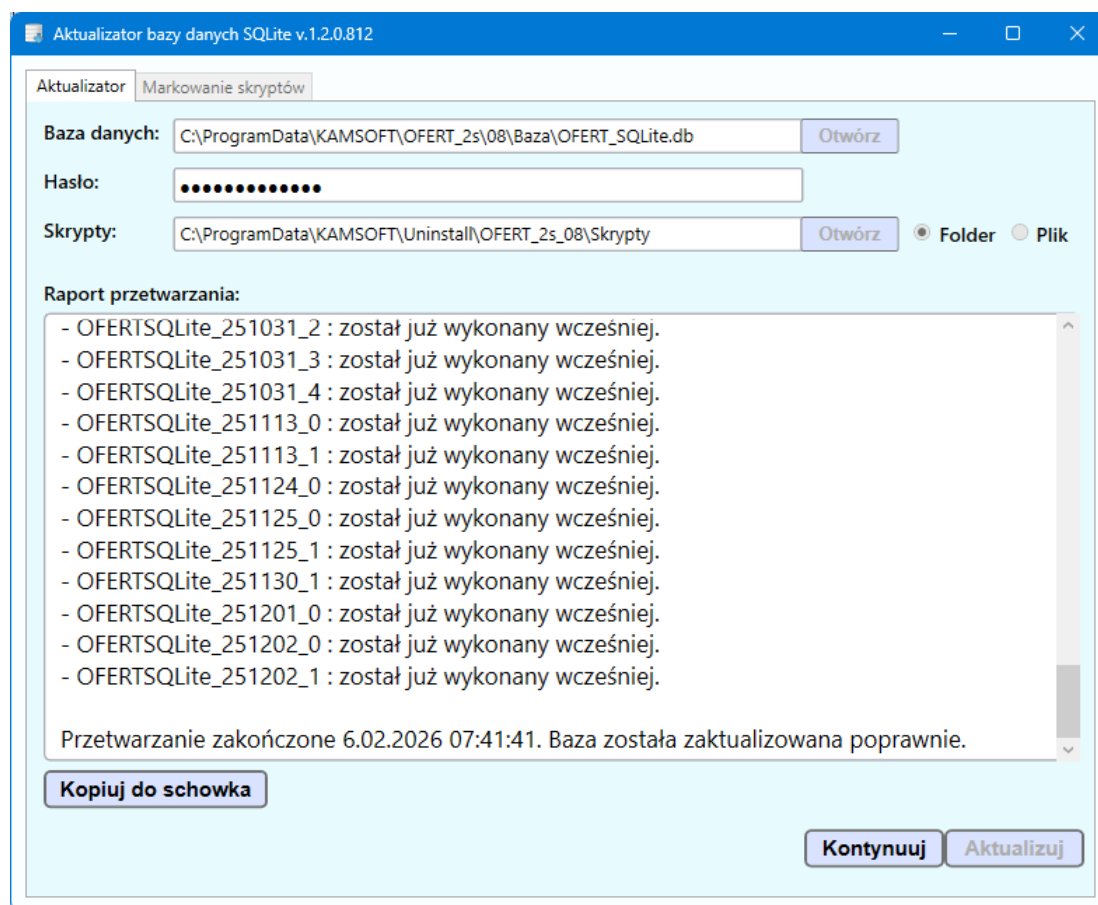 Aktualizator bazy danych SQLite v.1.2.0.812
Aktualizator Markowanie skryptów
Baza danych: C:\ProgramData\KAMSOFT\OFERT_2s\08\Baza\OFERT_SQLite.db Otwórz
Hasło: •••••••••••••
Skrypty: C:\ProgramData\KAMSOFT\Uninstall\OFERT_2s_08\Skrypty Otwórz Folder Plik
Raport przetwarzania:
- OFERTSQLite_251031_2 : został już wykonany wcześniej.
- OFERTSQLite_251031_3 : został już wykonany wcześniej.
- OFERTSQLite_251031_4 : został już wykonany wcześniej.
- OFERTSQLite_251113_0 : został już wykonany wcześniej.
- OFERTSQLite_251113_1 : został już wykonany wcześniej.
- OFERTSQLite_251124_0 : został już wykonany wcześniej.
- OFERTSQLite_251125_0 : został już wykonany wcześniej.
- OFERTSQLite_251125_1 : został już wykonany wcześniej.
- OFERTSQLite_251130_1 : został już wykonany wcześniej.
- OFERTSQLite_251201_0 : został już wykonany wcześniej.
- OFERTSQLite_251202_0 : został już wykonany wcześniej.
- OFERTSQLite_251202_1 : został już wykonany wcześniej.
Przetwarzanie zakończone 6.02.2026 07:41:41. Baza została zaktualizowana poprawnie.
Kopiuj do schowka
Kontynuuj Aktualizuj